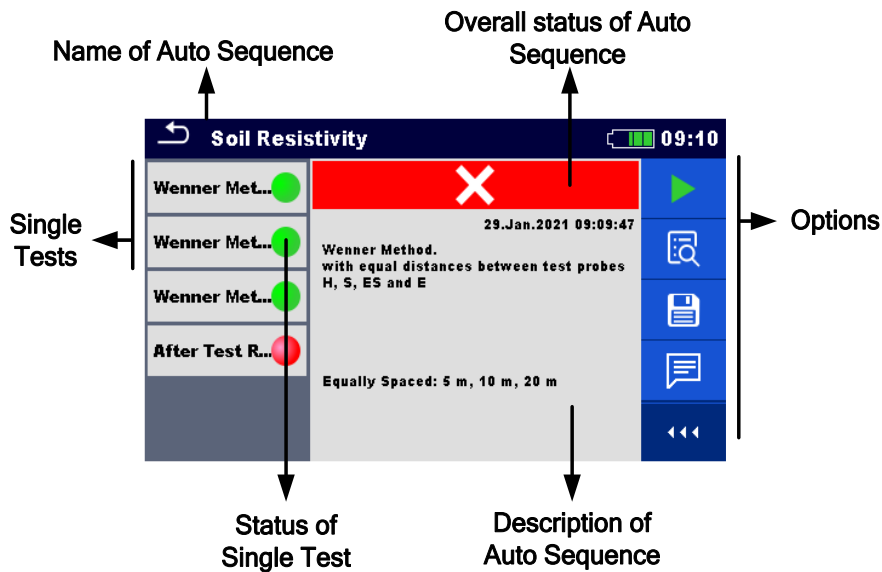 Overall status of Auto
Sequence
Name of Auto Sequence
Soil Resistivity
09:10
Wenner Met...
Wenner Met...
Wenner Met...
After Test R...
29.Jan.2021 09:09:47
Wenner Method.
with equal distances between test probes
H, S, ES and E
Equally Spaced: 5 m, 10 m, 20 m
Single
Tests
Options
Status of
Single Test
Description of
Auto Sequence